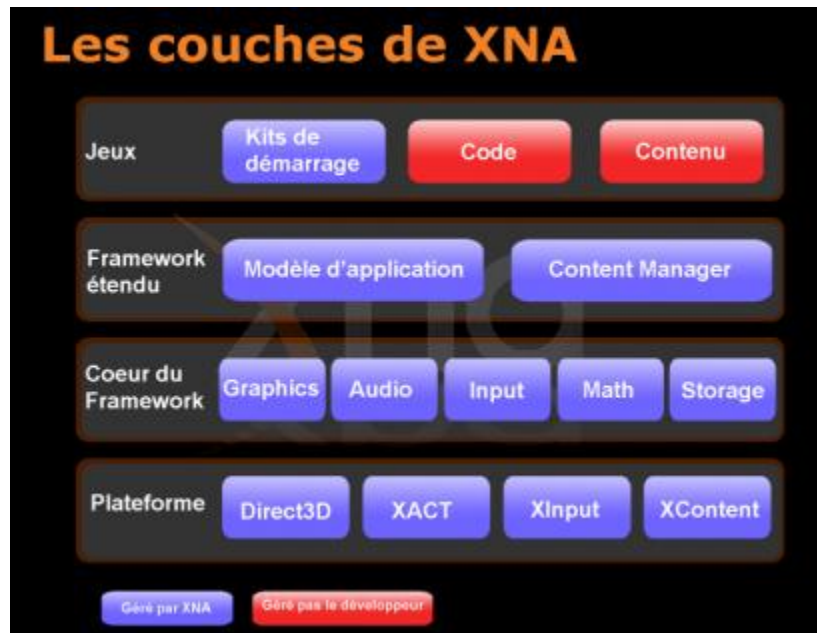 Les couches de XNA
Jeux
Kits de
démarrage
Code
Contenu
Framework
étendu
Modèle d'application
Content Manager
Coeur du
Framework
Graphics
Audio
Input
Math
Storage
Plateforme
Direct3D
XACT
XInput
XContent
Géré par XNA
Géré pas le développeur